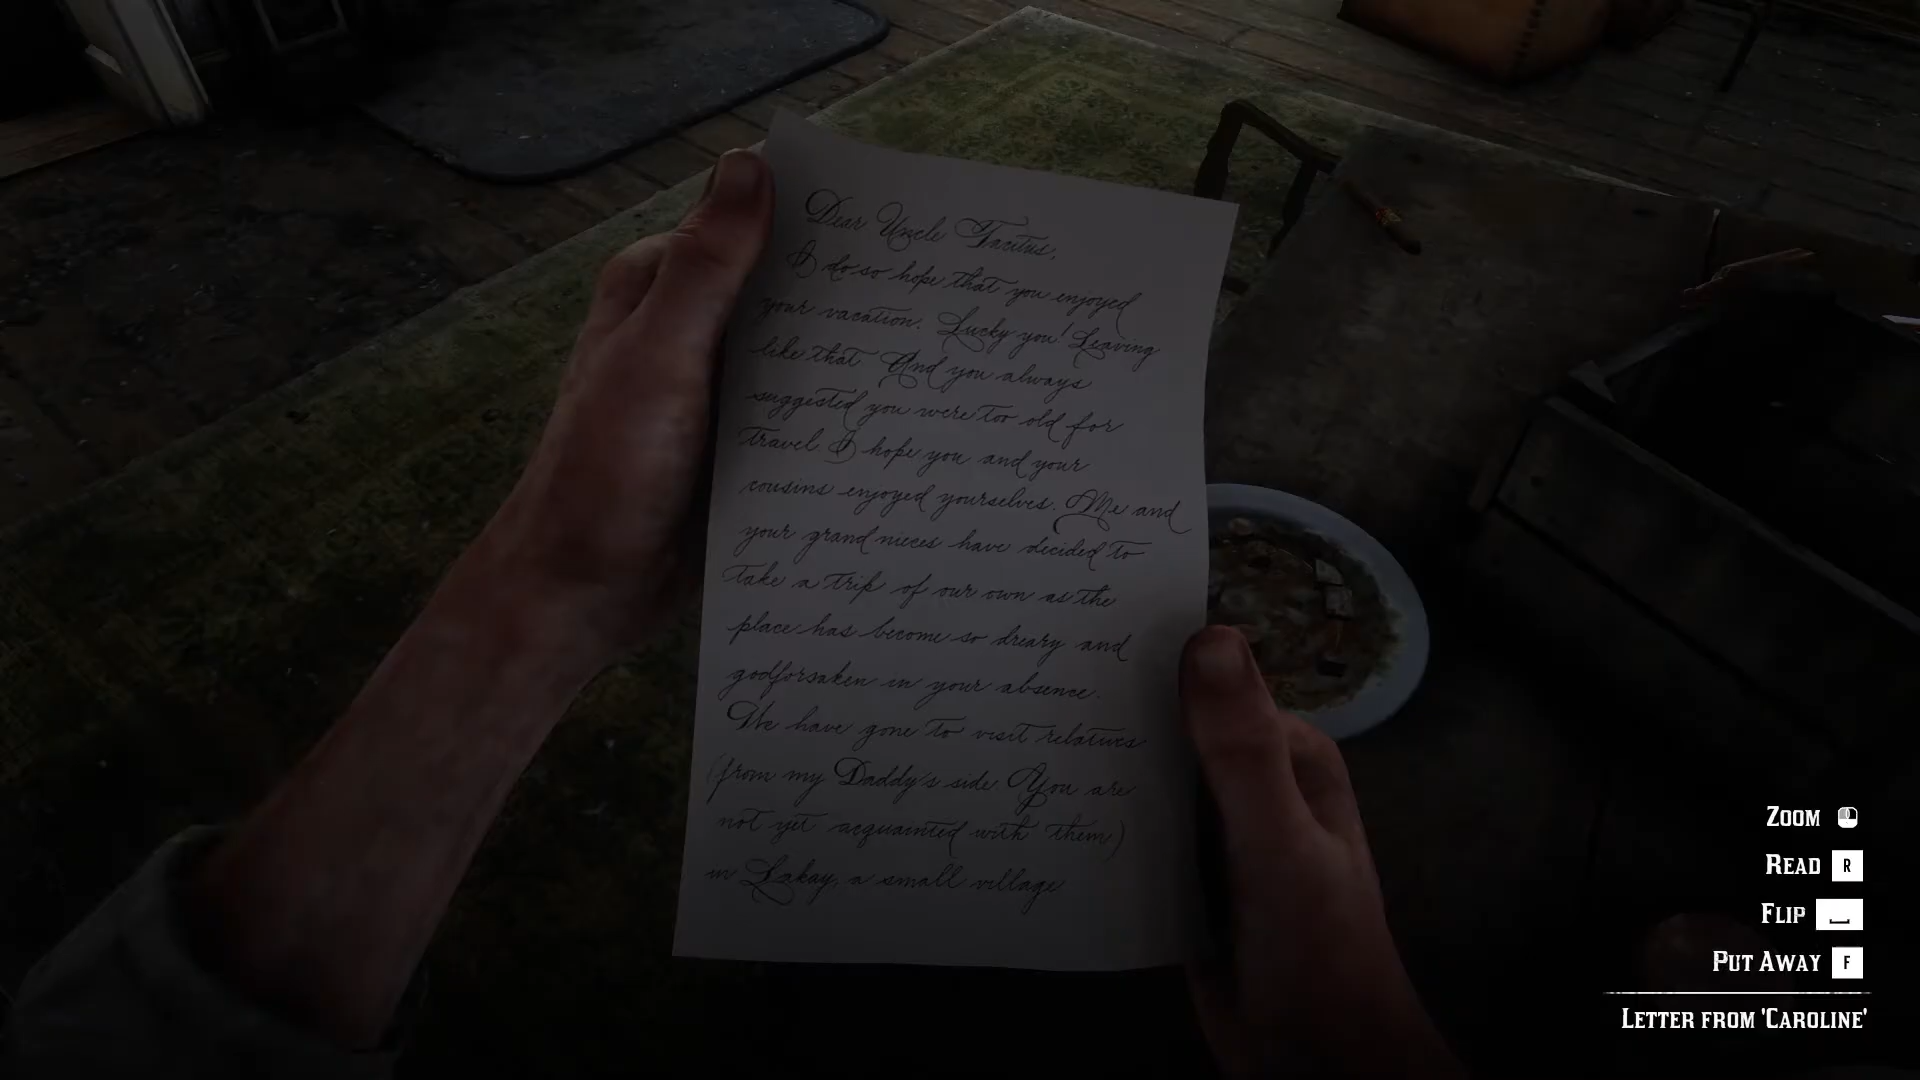 Dear Uncle Tacitus,
I do so hope that you enjoyed
your vacation. Lucky you! Leaving
like that. And you always
suggested you were too old for
travel. I hope you and your
cousins enjoyed yourselves. Me and
your grand nieces have decided to
take a trip of our own as the
place has become so dreary and
godforsaken in your absence.
We have gone to visit relatives
(from my Daddy's side. You are
not yet acquainted with them)
in Lakay, a small village
ZOOM
READ R
FLIP
PUT AWAY F
LETTER FROM 'CAROLINE'